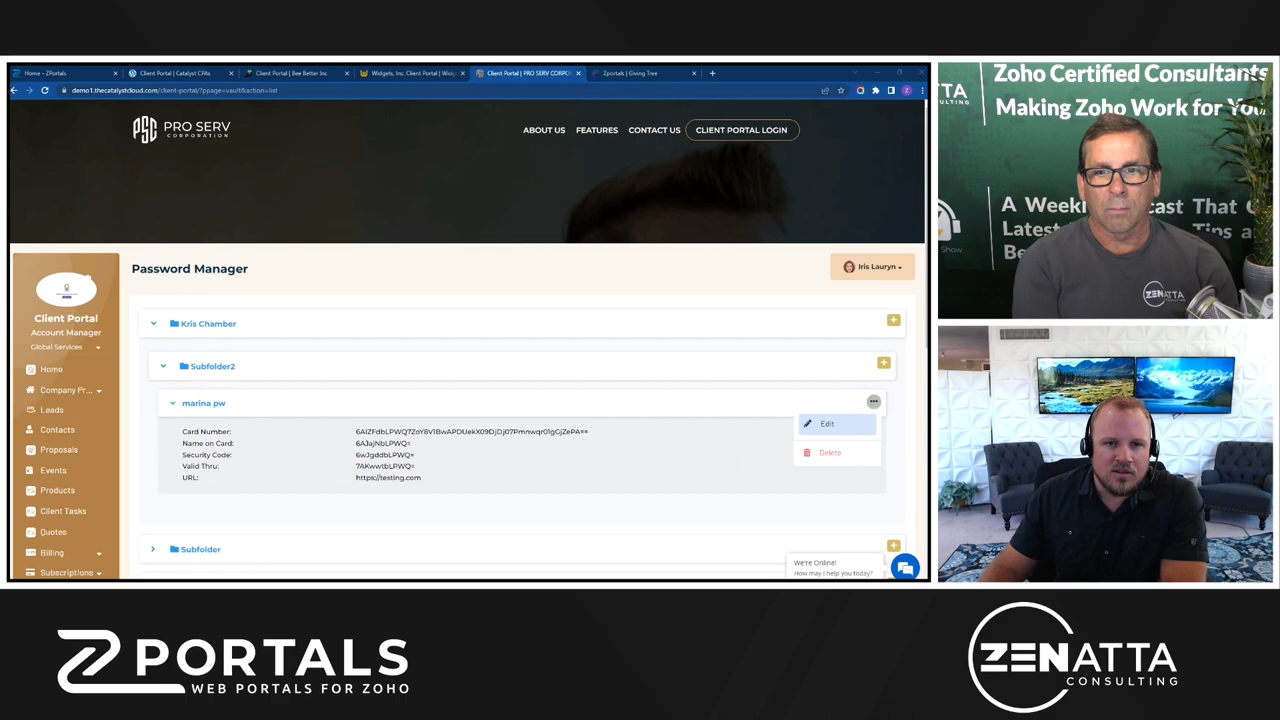 Home - ZPortals
Client Portal | Catalyst CPAs
Client Portal | Bee Better Inc
Widgets, Inc. Client Portal | Widg
Client Portal | PRO SERV CORPO
Zportals | Giving Tree
demo1.thecatalystcloud.com/client-portal/?ppage=vault&action=list
PSC PRO SERV
CORPORATION
ABOUT US FEATURES CONTACT US CLIENT PORTAL LOGIN
Client Portal
Account Manager
Global Services
Home
Company Pr...
Leads
Contacts
Proposals
Events
Products
Client Tasks
Quotes
Billing
Subscriptions
Password Manager
Iris Lauryn
Kris Chamber
Subfolder2
marina pw
Card Number:
Name on Card: 6AJajNbLPWQ=
Security Code: 6wJgddbLPWQ=
Valid Thru: 7AKwwtbLPWQ=
URL: https://testing.com
Edit
Delete
Subfolder
We're Online!
How may I help you today?
Zoho Certified Consultants
Making Zoho Work for You
TTA
SULTING
A Week cast That
Latest Tips a
Be
Show
ZENATTA
CONSULTING
Z PORTALS
WEB PORTALS FOR ZOHO
ZENATTA
CONSULTING